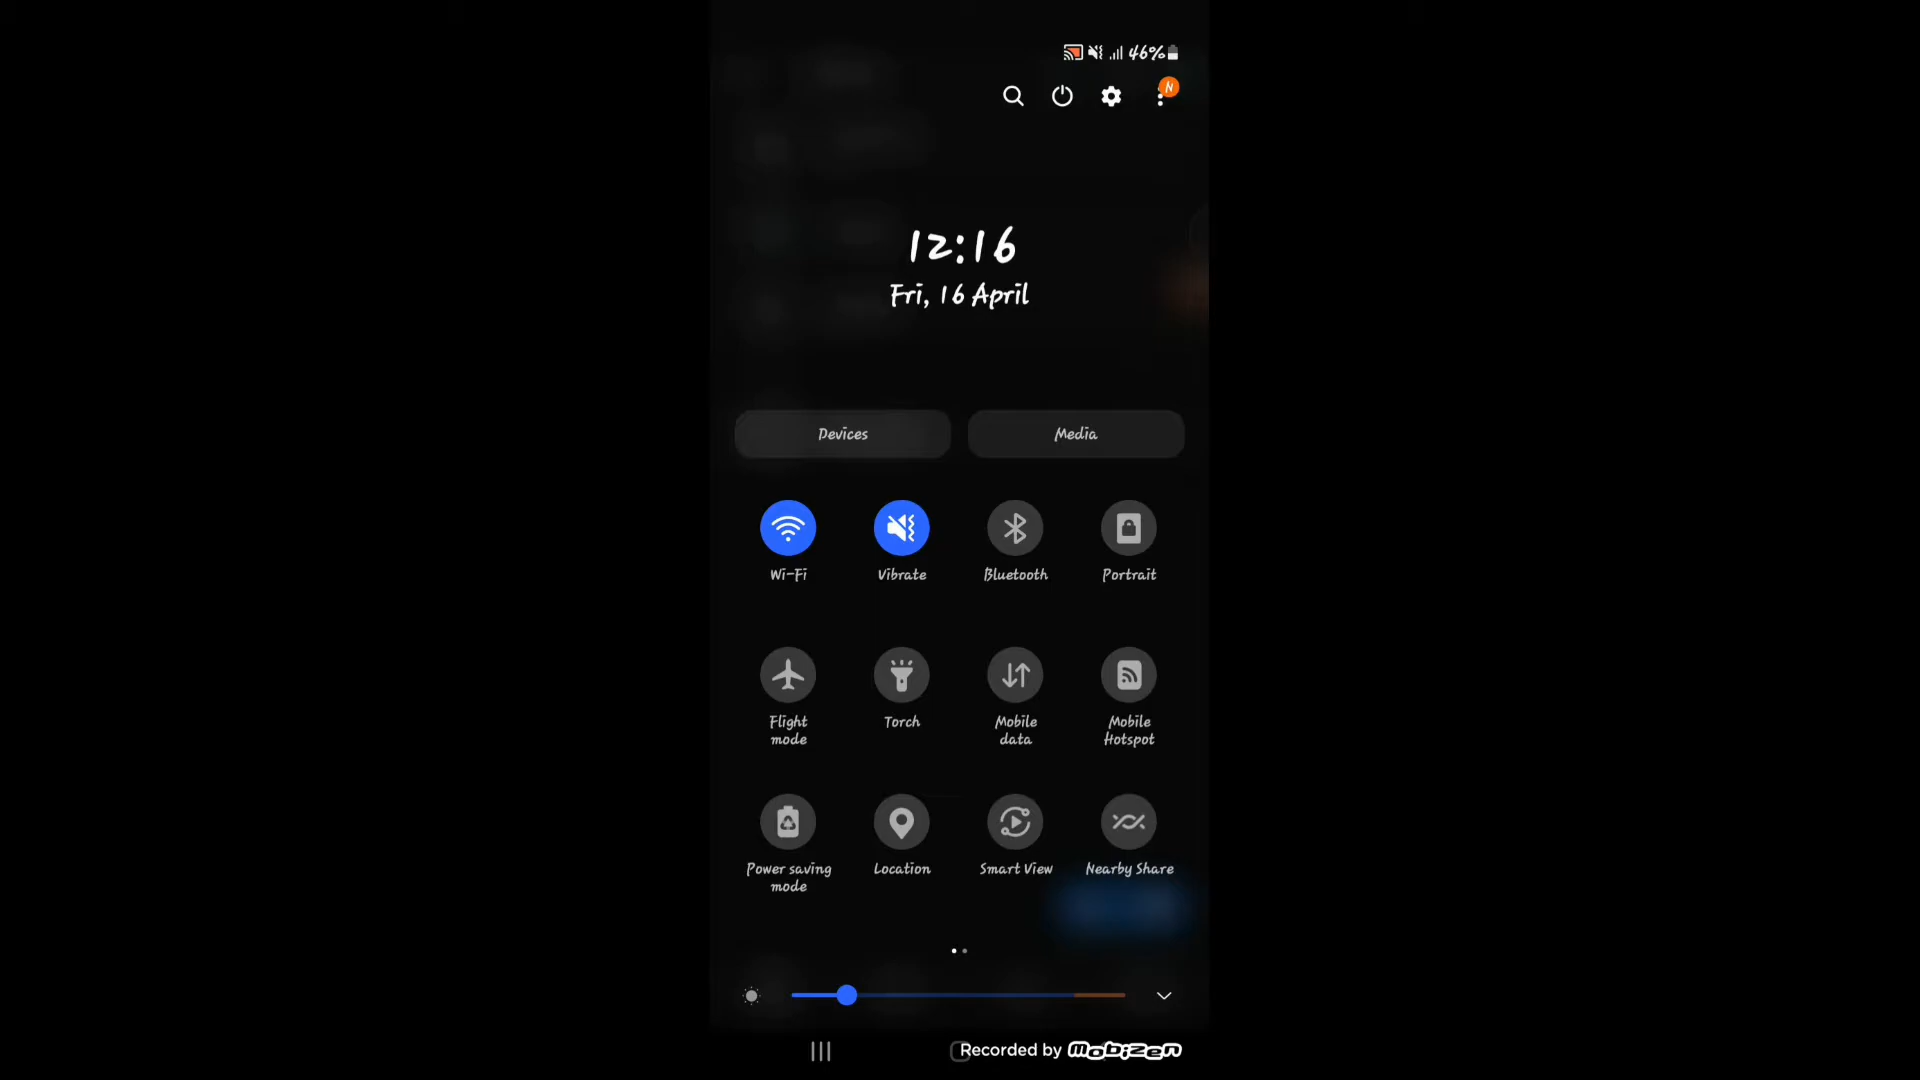 46%
N
12:16
Fri, 16 April
Devices
Media
Wi-Fi
Vibrate
Bluetooth
Portrait
Flight
mode
Torch
Mobile
data
Mobile
Hotspot
Power saving
mode
Location
Smart View
Nearby Share
Recorded by mobizen